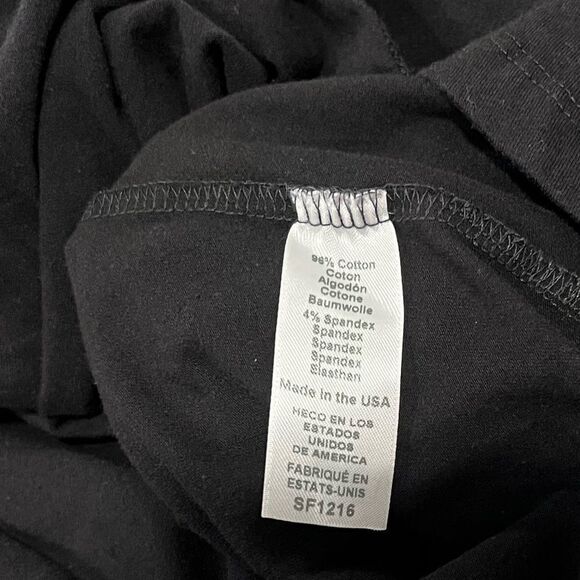 96% Cotton
Coton
Algodón
Cotone
Baumwolle
4% Spandex
Spandex
Spandex
Spandex
Elasthan
Made in the USA
HECO EN LOS
ESTADOS
UNIDOS
DE AMERICA
FABRIQUÉ EN
ESTATS-UNIS
SF1216